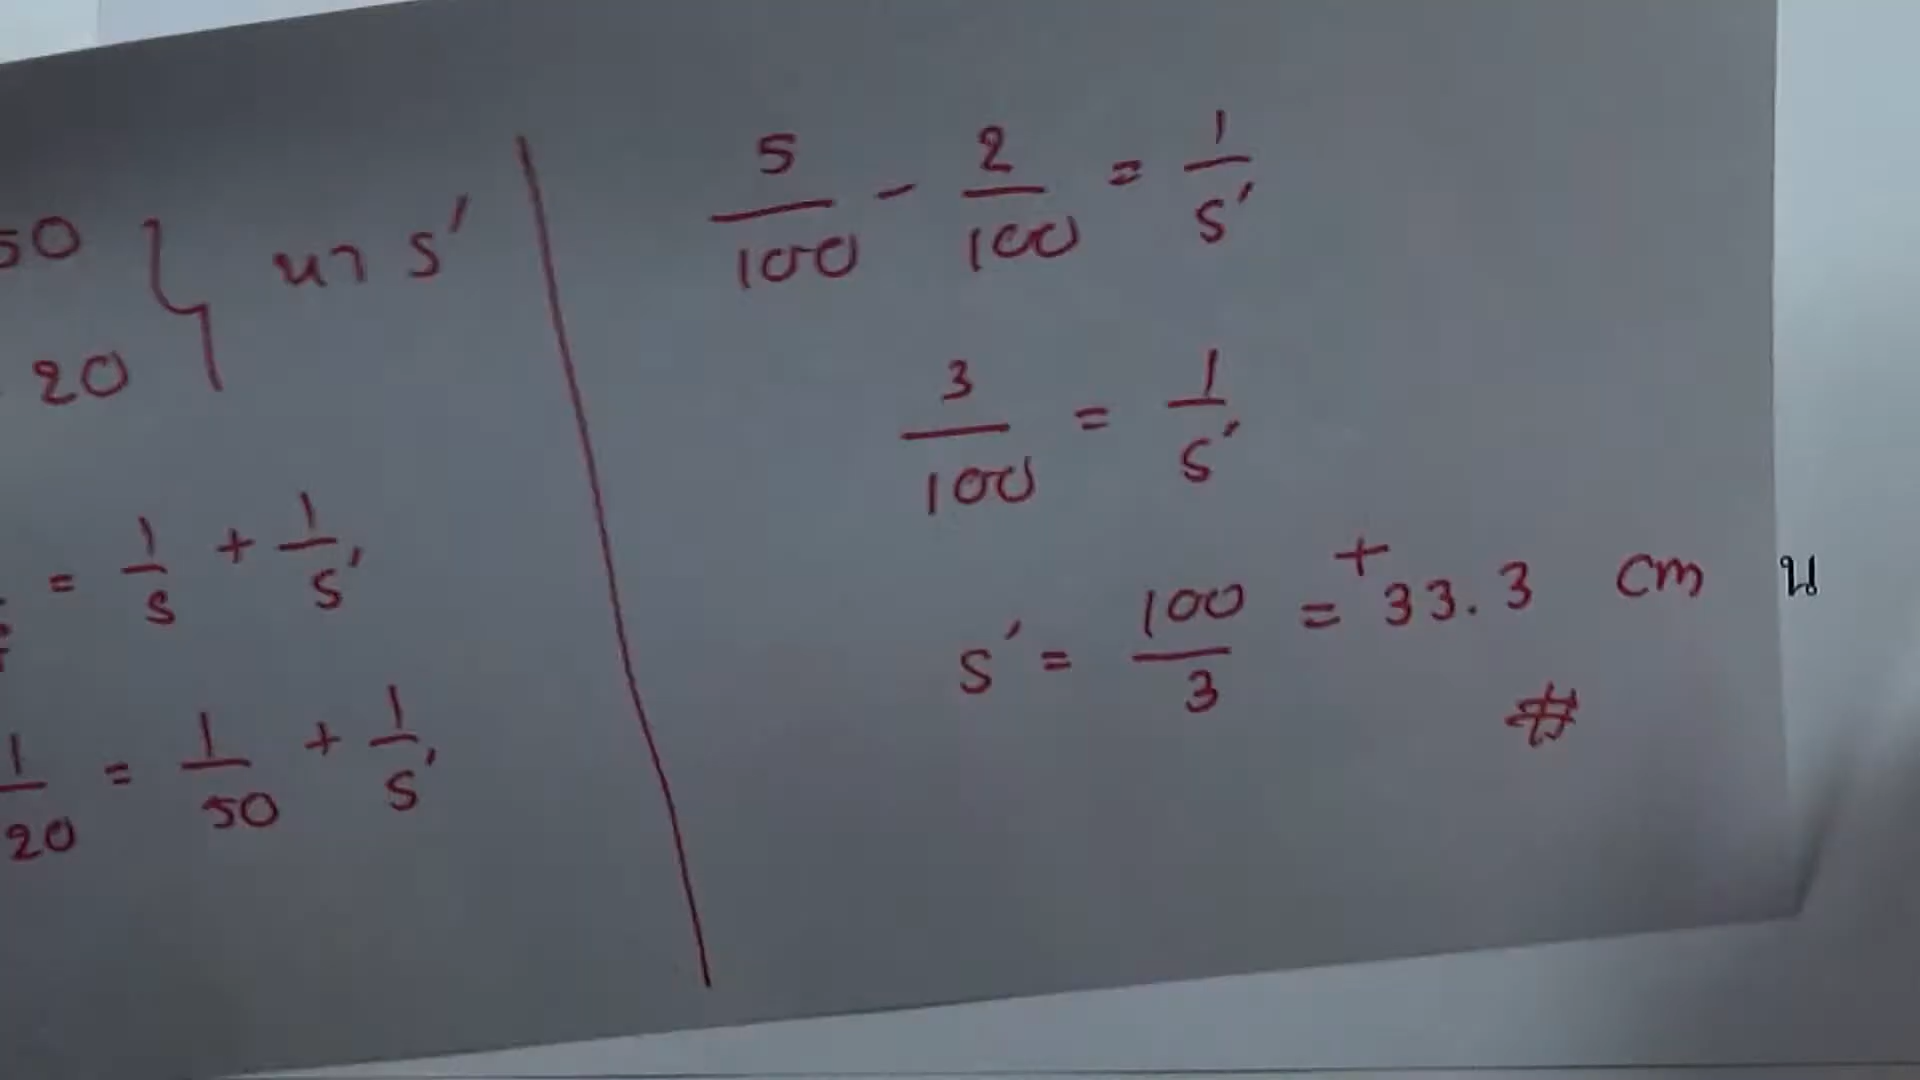 50 } หา s'
20
= 1/s + 1/s'
1/20 = 1/50 + 1/s'
5/100 - 2/100 = 1/s'
3/100 = 1/s'
s' = 100/3 = +33.3 cm
#
น